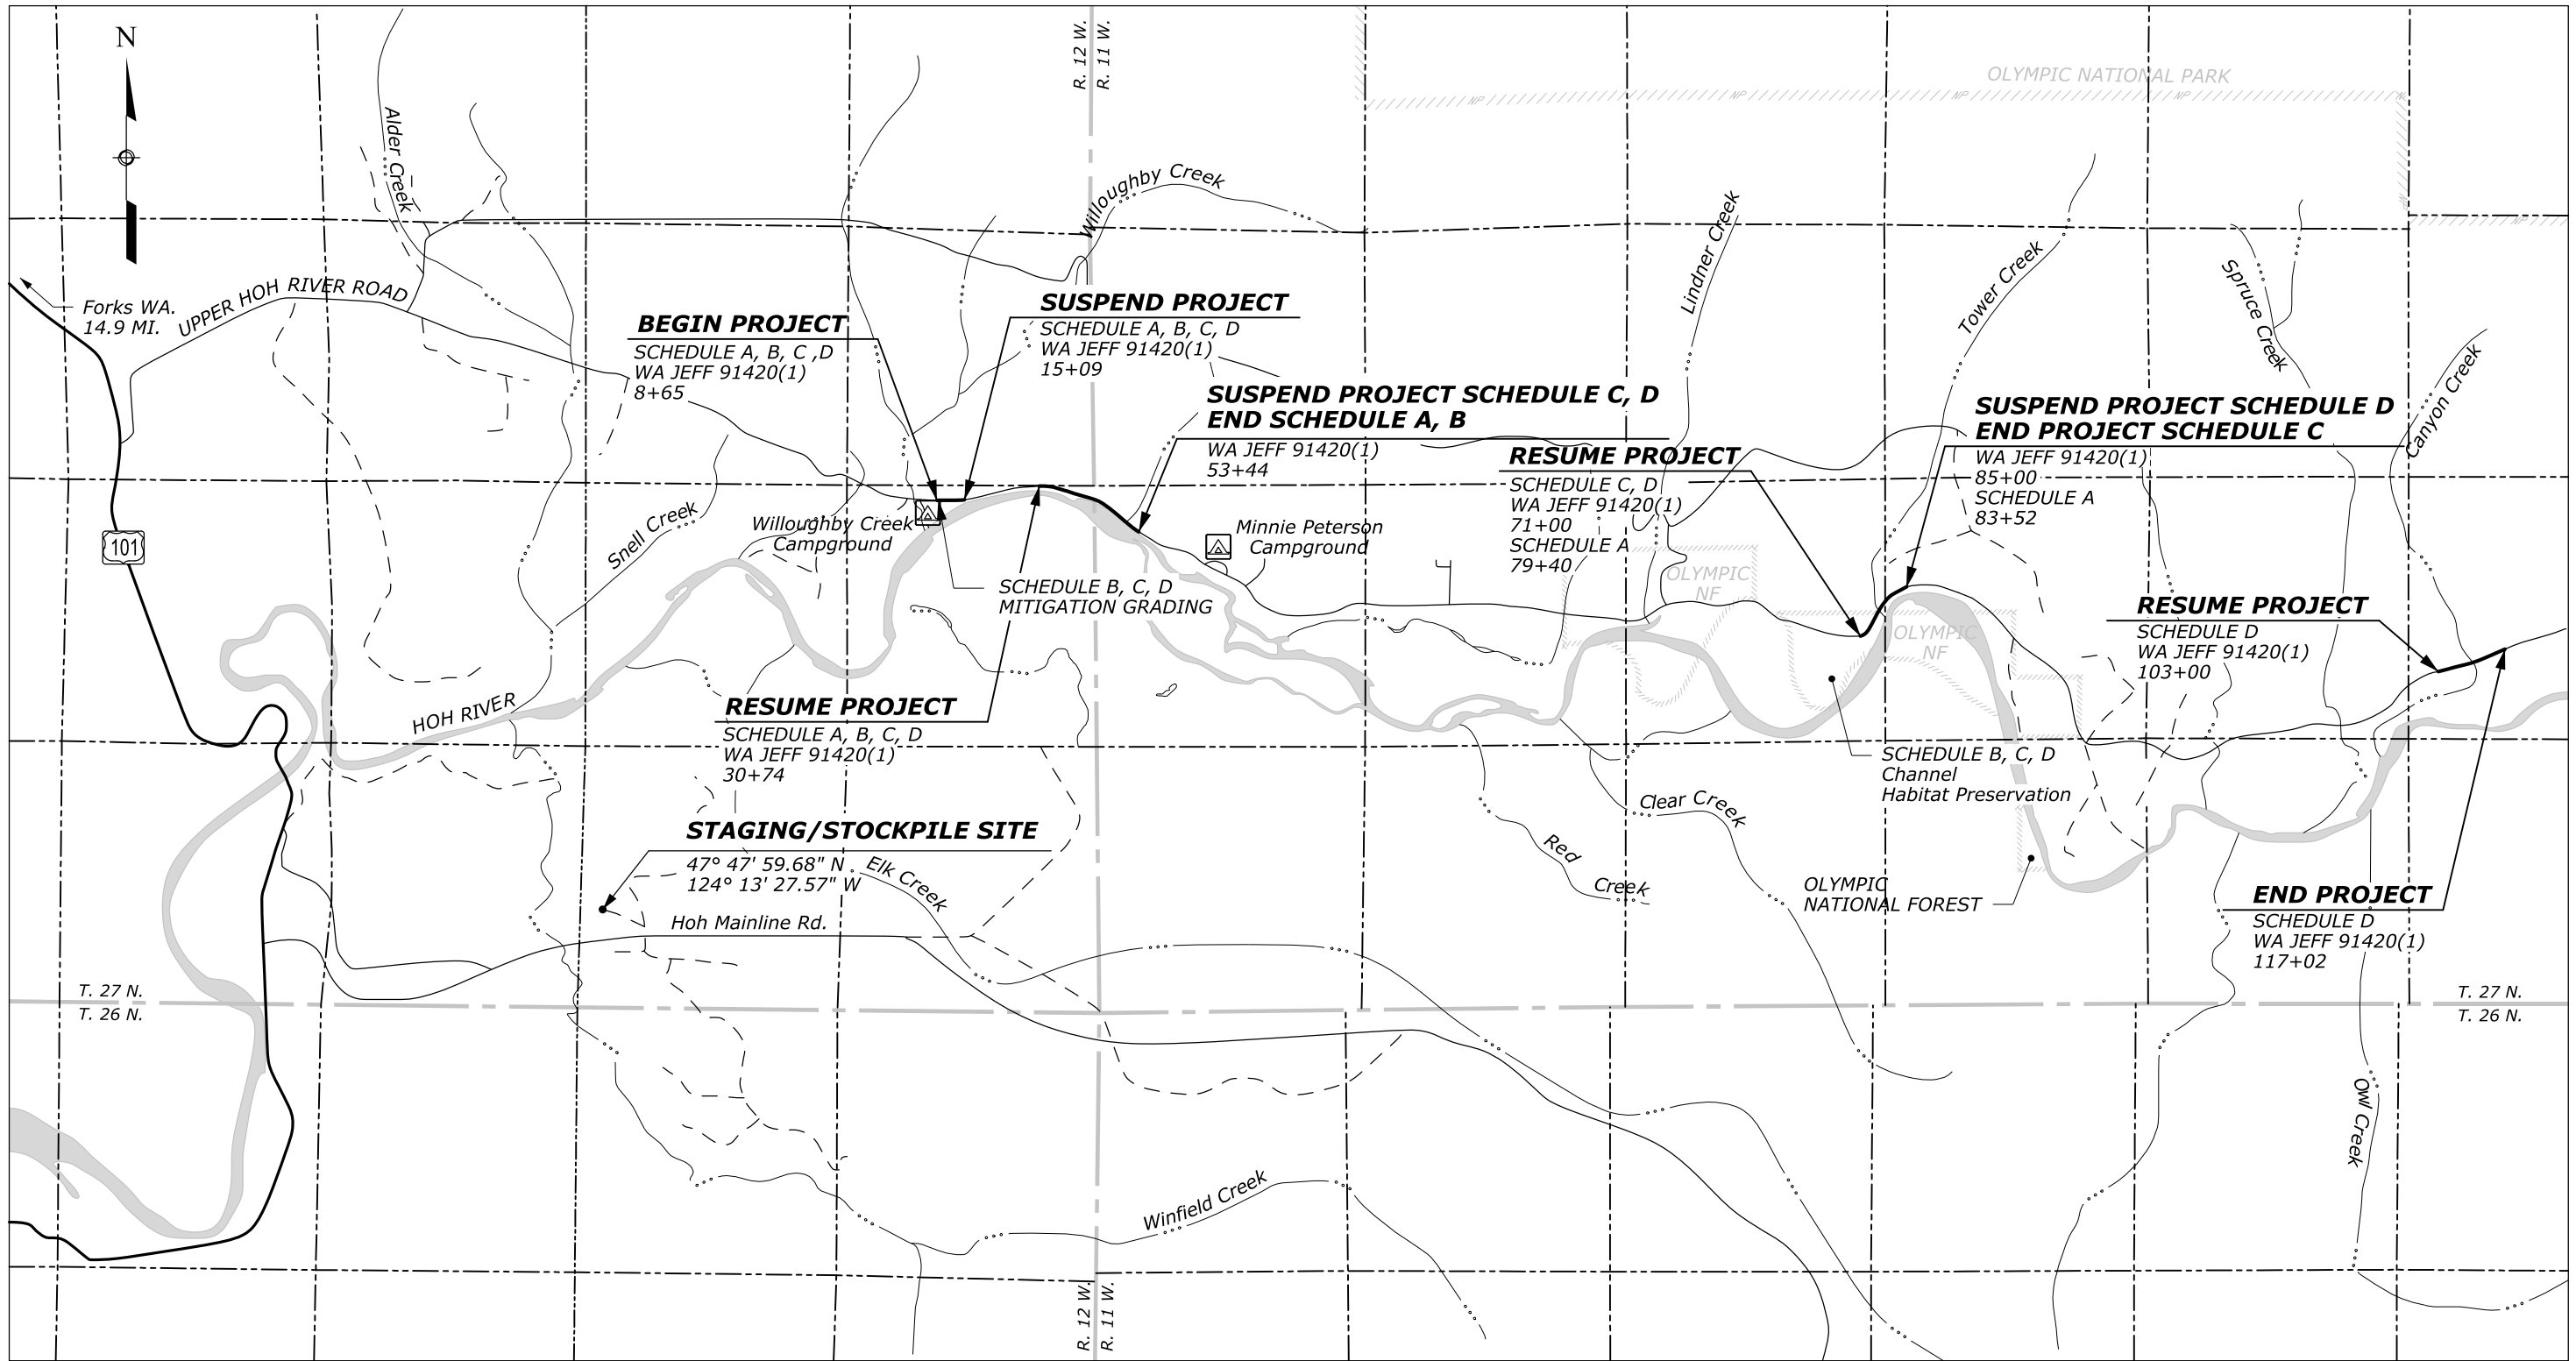 N
R. 12 W.
R. 11 W.
OLYMPIC NATIONAL PARK
NP
NP
NP
NP
Alder Creek
Willoughby Creek
Lindner Creek
Tower Creek
Spruce Creek
Canyon Creek
Forks WA.
14.9 MI.
UPPER HOH RIVER ROAD
BEGIN PROJECT
SCHEDULE A, B, C ,D
WA JEFF 91420(1)
8+65
SUSPEND PROJECT
SCHEDULE A, B, C, D
WA JEFF 91420(1)
15+09
SUSPEND PROJECT SCHEDULE C, D
END SCHEDULE A, B
WA JEFF 91420(1)
53+44
RESUME PROJECT
SCHEDULE C, D
WA JEFF 91420(1)
71+00
SCHEDULE A
79+40
SUSPEND PROJECT SCHEDULE D
END PROJECT SCHEDULE C
WA JEFF 91420(1)
85+00
SCHEDULE A
83+52
101
Snell Creek
Willoughby Creek
Campground
Minnie Peterson
Campground
SCHEDULE B, C, D
MITIGATION GRADING
OLYMPIC
NF
OLYMPIC
NF
RESUME PROJECT
SCHEDULE D
WA JEFF 91420(1)
103+00
HOH RIVER
RESUME PROJECT
SCHEDULE A, B, C, D
WA JEFF 91420(1)
30+74
SCHEDULE B, C, D
Channel
Habitat Preservation
STAGING/STOCKPILE SITE
47° 47' 59.68" N
124° 13' 27.57" W
Elk Creek
Hoh Mainline Rd.
Clear Creek
Red
Creek
OLYMPIC
NATIONAL FOREST
END PROJECT
SCHEDULE D
WA JEFF 91420(1)
117+02
T. 27 N.
T. 26 N.
T. 27 N.
T. 26 N.
Owl Creek
Winfield Creek
R. 12 W.
R. 11 W.